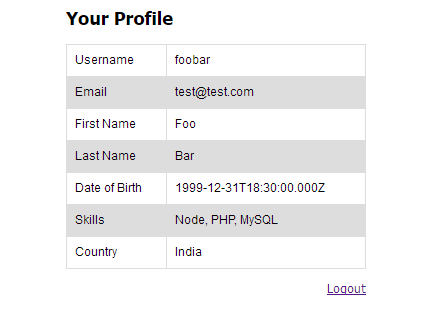 Your Profile
Username foobar
Email test@test.com
First Name Foo
Last Name Bar
Date of Birth 1999-12-31T18:30:00.000Z
Skills Node, PHP, MySQL
Country India
Logout